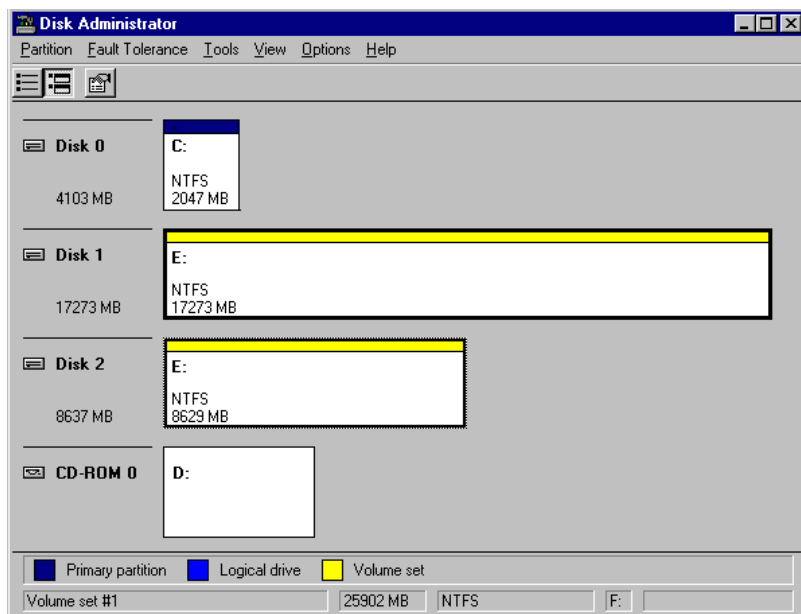 Disk Administrator
Partition Fault Tolerance Tools View Options Help
Disk 0
4103 MB
C:
NTFS
2047 MB
Disk 1
17273 MB
E:
NTFS
17273 MB
Disk 2
8637 MB
E:
NTFS
8629 MB
CD-ROM 0
D:
Primary partition Logical drive Volume set
Volume set #1 25902 MB NTFS F: